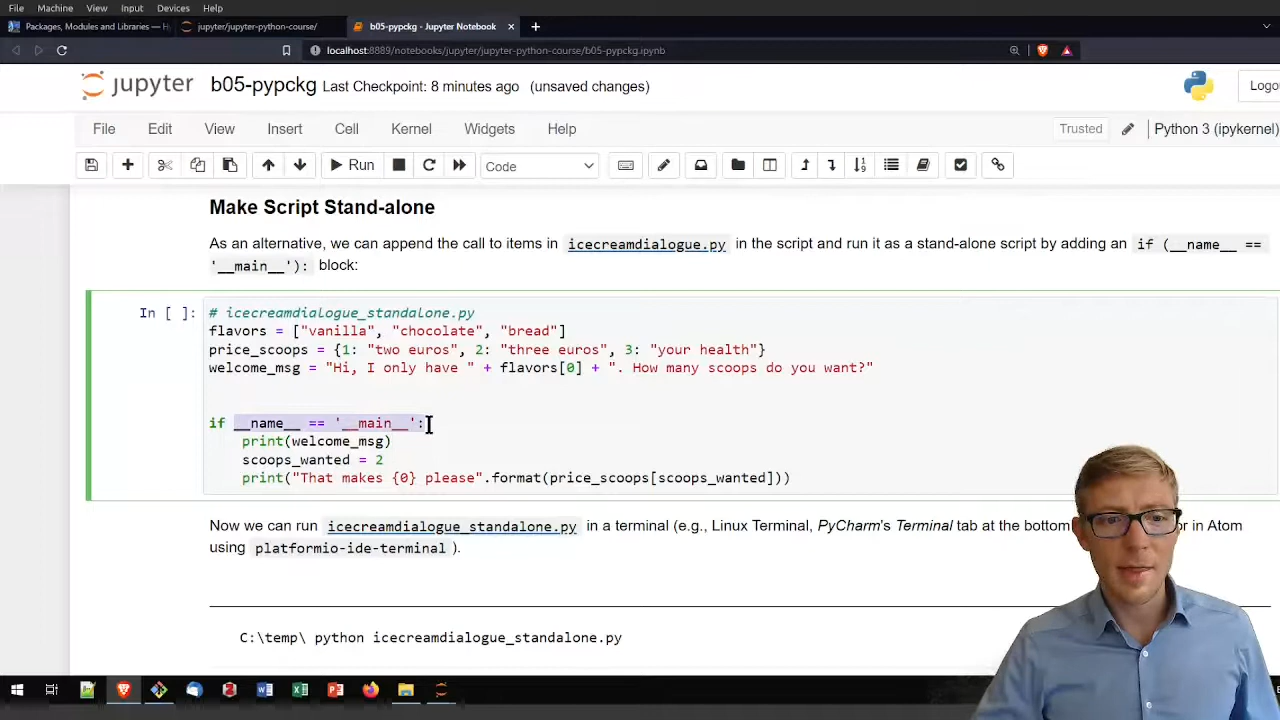 File Machine View Input Devices Help
Packages, Modules and Libraries — H jupyter/jupyter-python-course/ b05-pypckg - Jupyter Notebook
localhost:8889/notebooks/jupyter/jupyter-python-course/b05-pypckg.ipynb
jupyter b05-pypckg Last Checkpoint: 8 minutes ago (unsaved changes) Logo
File Edit View Insert Cell Kernel Widgets Help Trusted Python 3 (ipykernel)
Run Code
Make Script Stand-alone
As an alternative, we can append the call to items in icecreamdialogue.py in the script and run it as a stand-alone script by adding an if (__name__ ==
'__main__'): block:
In [ ]: # icecreamdialogue_standalone.py
flavors = ["vanilla", "chocolate", "bread"]
price_scoops = {1: "two euros", 2: "three euros", 3: "your health"}
welcome_msg = "Hi, I only have " + flavors[0] + ". How many scoops do you want?"
if __name__ == '__main__':
print(welcome_msg)
scoops_wanted = 2
print("That makes {0} please".format(price_scoops[scoops_wanted]))
Now we can run icecreamdialogue_standalone.py in a terminal (e.g., Linux Terminal, PyCharm's Terminal tab at the bottom or in Atom
using platformio-ide-terminal ).
C:\temp\ python icecreamdialogue_standalone.py